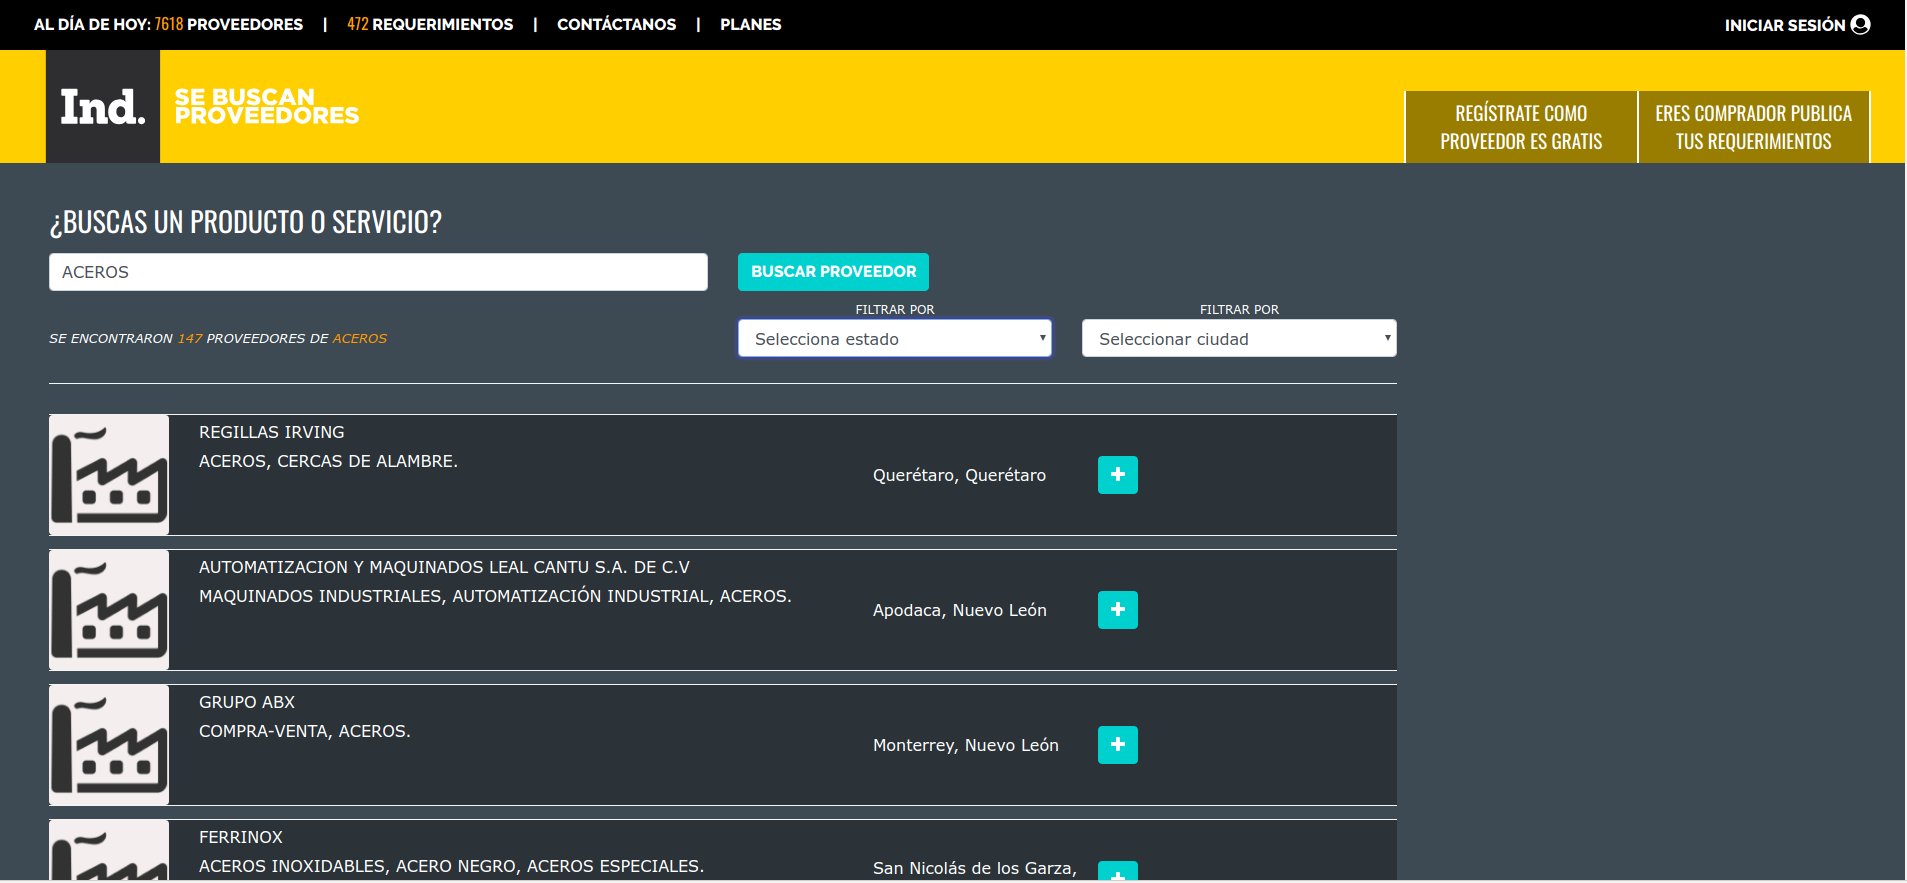 AL DÍA DE HOY: 7618 PROVEEDORES | 472 REQUERIMIENTOS | CONTÁCTANOS | PLANES
INICIAR SESIÓN
Ind.
SE BUSCAN
PROVEEDORES
REGÍSTRATE COMO
PROVEEDOR ES GRATIS
ERES COMPRADOR PUBLICA
TUS REQUERIMIENTOS
¿BUSCAS UN PRODUCTO O SERVICIO?
ACEROS
BUSCAR PROVEEDOR
SE ENCONTRARON 147 PROVEEDORES DE ACEROS
FILTRAR POR
Selecciona estado
FILTRAR POR
Seleccionar ciudad
REGILLAS IRVING
ACEROS, CERCAS DE ALAMBRE.
Querétaro, Querétaro
AUTOMATIZACION Y MAQUINADOS LEAL CANTU S.A. DE C.V
MAQUINADOS INDUSTRIALES, AUTOMATIZACIÓN INDUSTRIAL, ACEROS.
Apodaca, Nuevo León
GRUPO ABX
COMPRA-VENTA, ACEROS.
Monterrey, Nuevo León
FERRINOX
ACEROS INOXIDABLES, ACERO NEGRO, ACEROS ESPECIALES.
San Nicolás de los Garza,